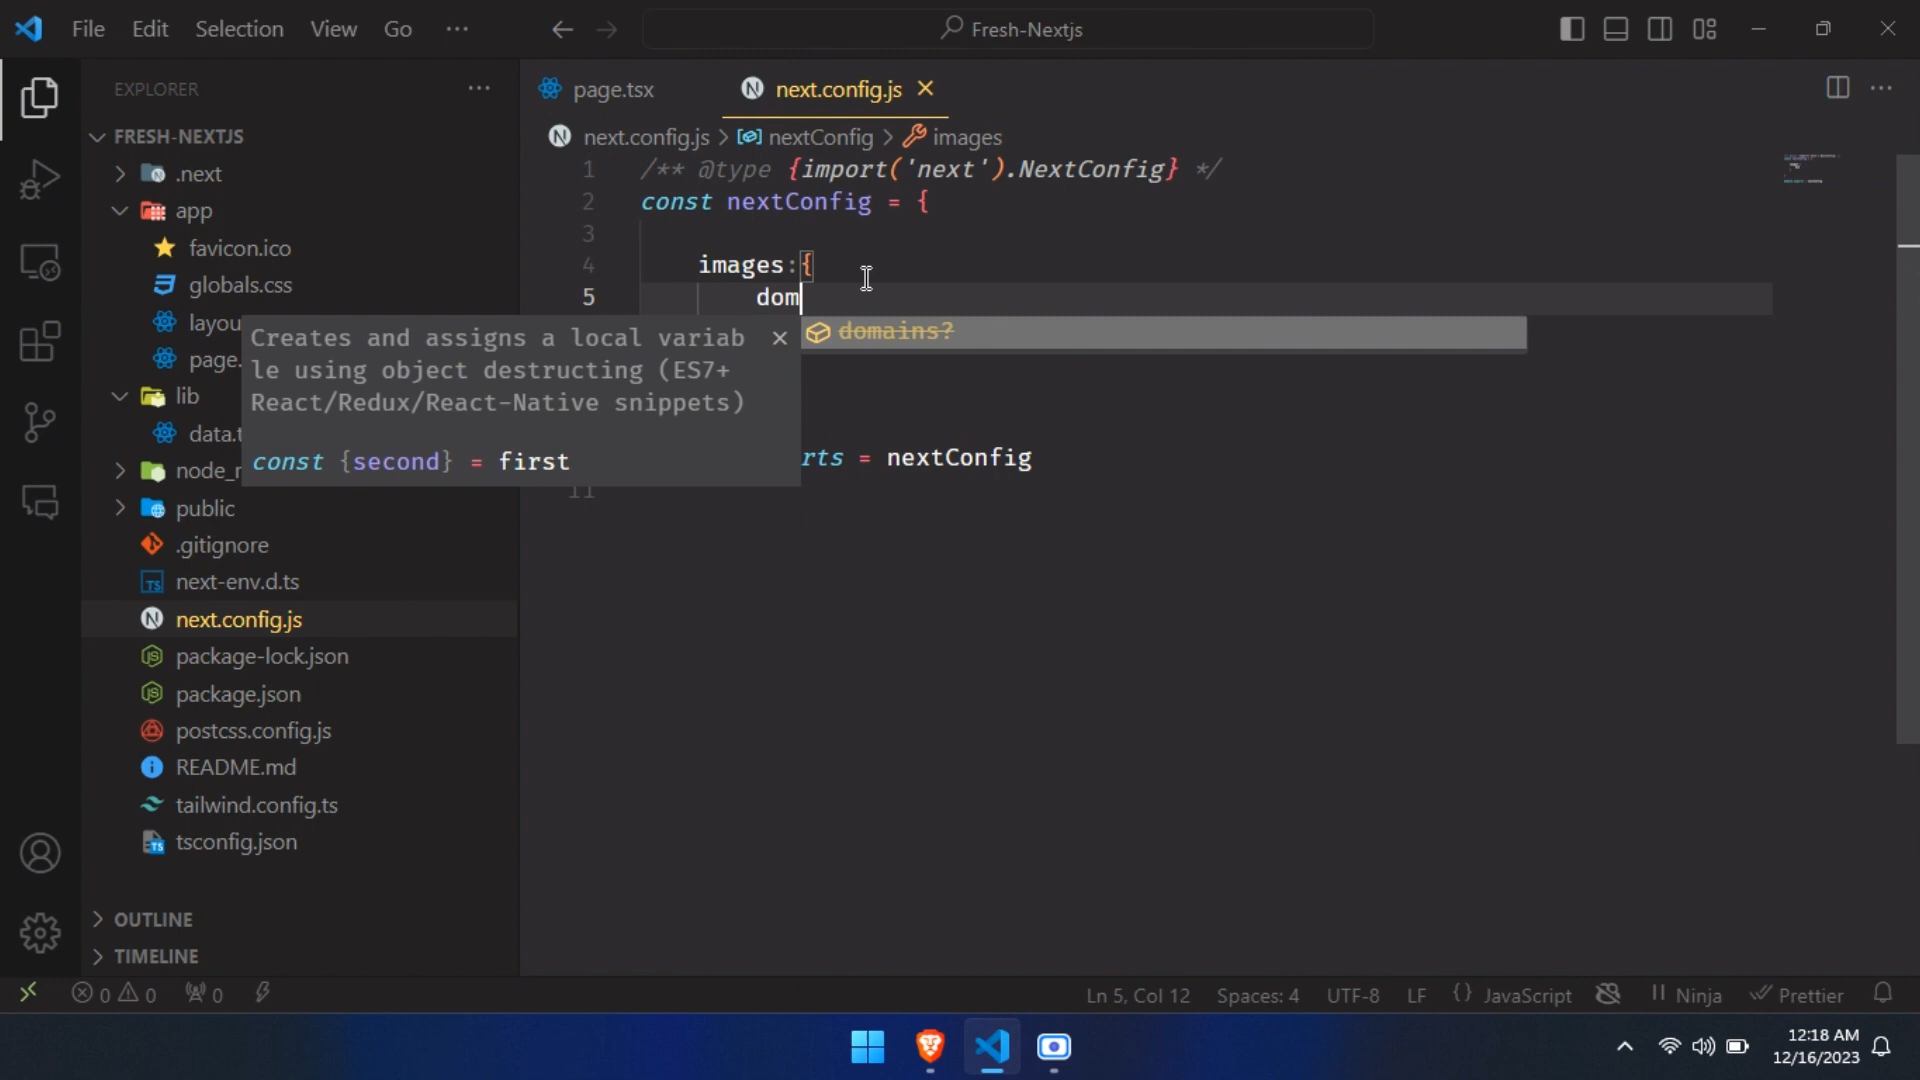 File Edit Selection View Go ···
Fresh-Nextjs
EXPLORER
FRESH-NEXTJS
.next
app
favicon.ico
globals.css
layou
page.
lib
data.t
node_r
public
.gitignore
next-env.d.ts
next.config.js
package-lock.json
package.json
postcss.config.js
README.md
tailwind.config.ts
tsconfig.json
OUTLINE
TIMELINE
page.tsx
next.config.js
next.config.js > nextConfig > images
1 /** @type {import('next').NextConfig} */
2 const nextConfig = {
3
4 images:{
5 dom
domains?
Creates and assigns a local variab
le using object destructing (ES7+
React/Redux/React-Native snippets)
const {second} = first
rts = nextConfig
11
0 0 0
Ln 5, Col 12 Spaces: 4 UTF-8 LF {} JavaScript Ninja Prettier
12:18 AM
12/16/2023